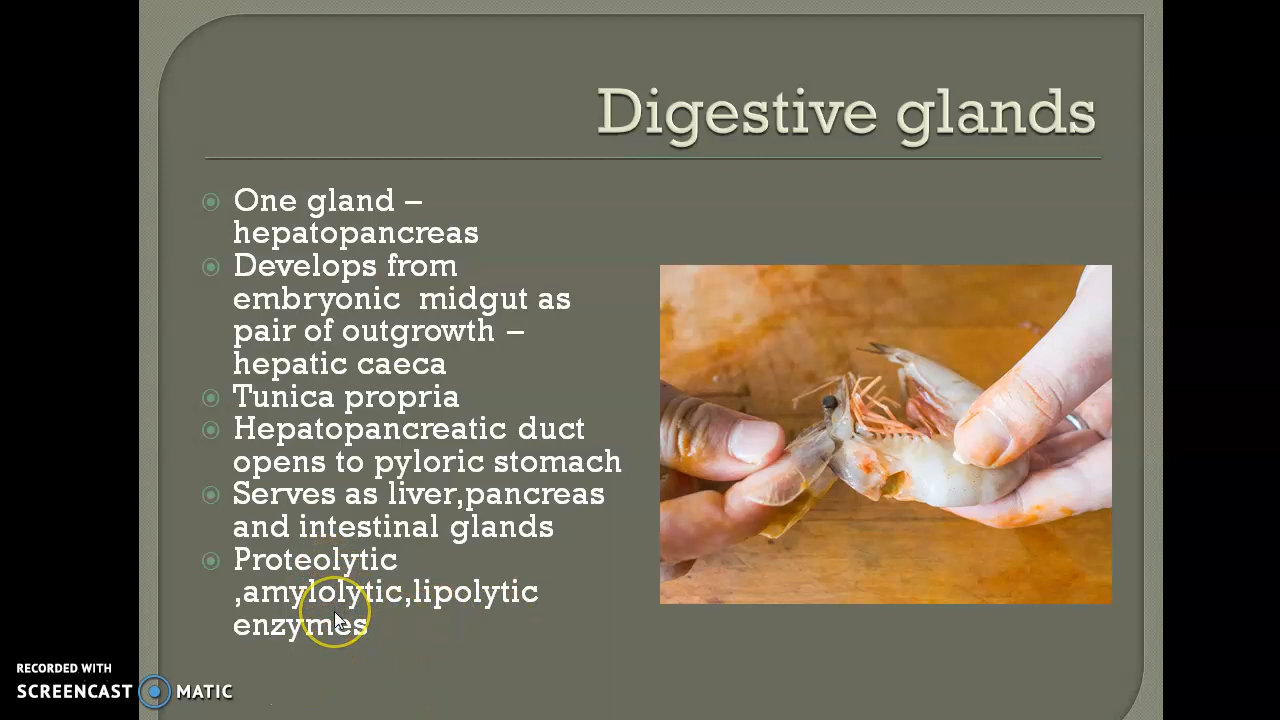 Digestive glands
One gland –
hepatopancreas
Develops from
embryonic  midgut as
pair of outgrowth –
hepatic caeca
Tunica propria
Hepatopancreatic duct
opens to pyloric stomach
Serves as liver,pancreas
and intestinal glands
Proteolytic
,amylolytic,lipolytic
enzymes
RECORDED WITH
SCREENCAST MATIC